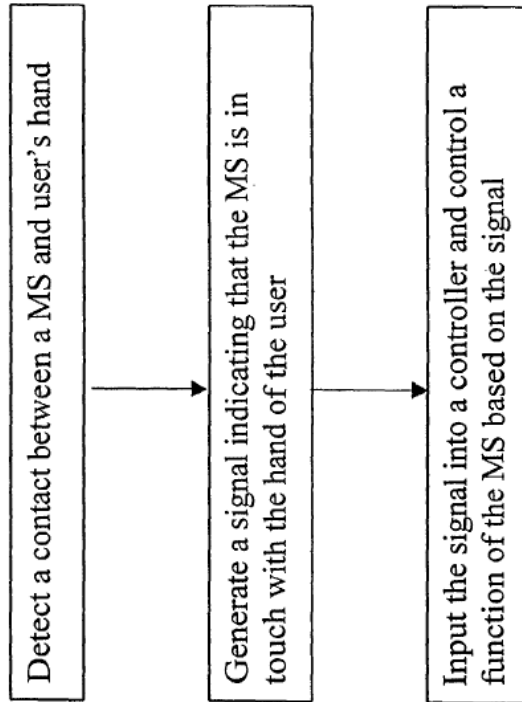 Detect a contact between a MS and user's hand
Generate a signal indicating that the MS is in
touch with the hand of the user
Input the signal into a controller and control a
function of the MS based on the signal